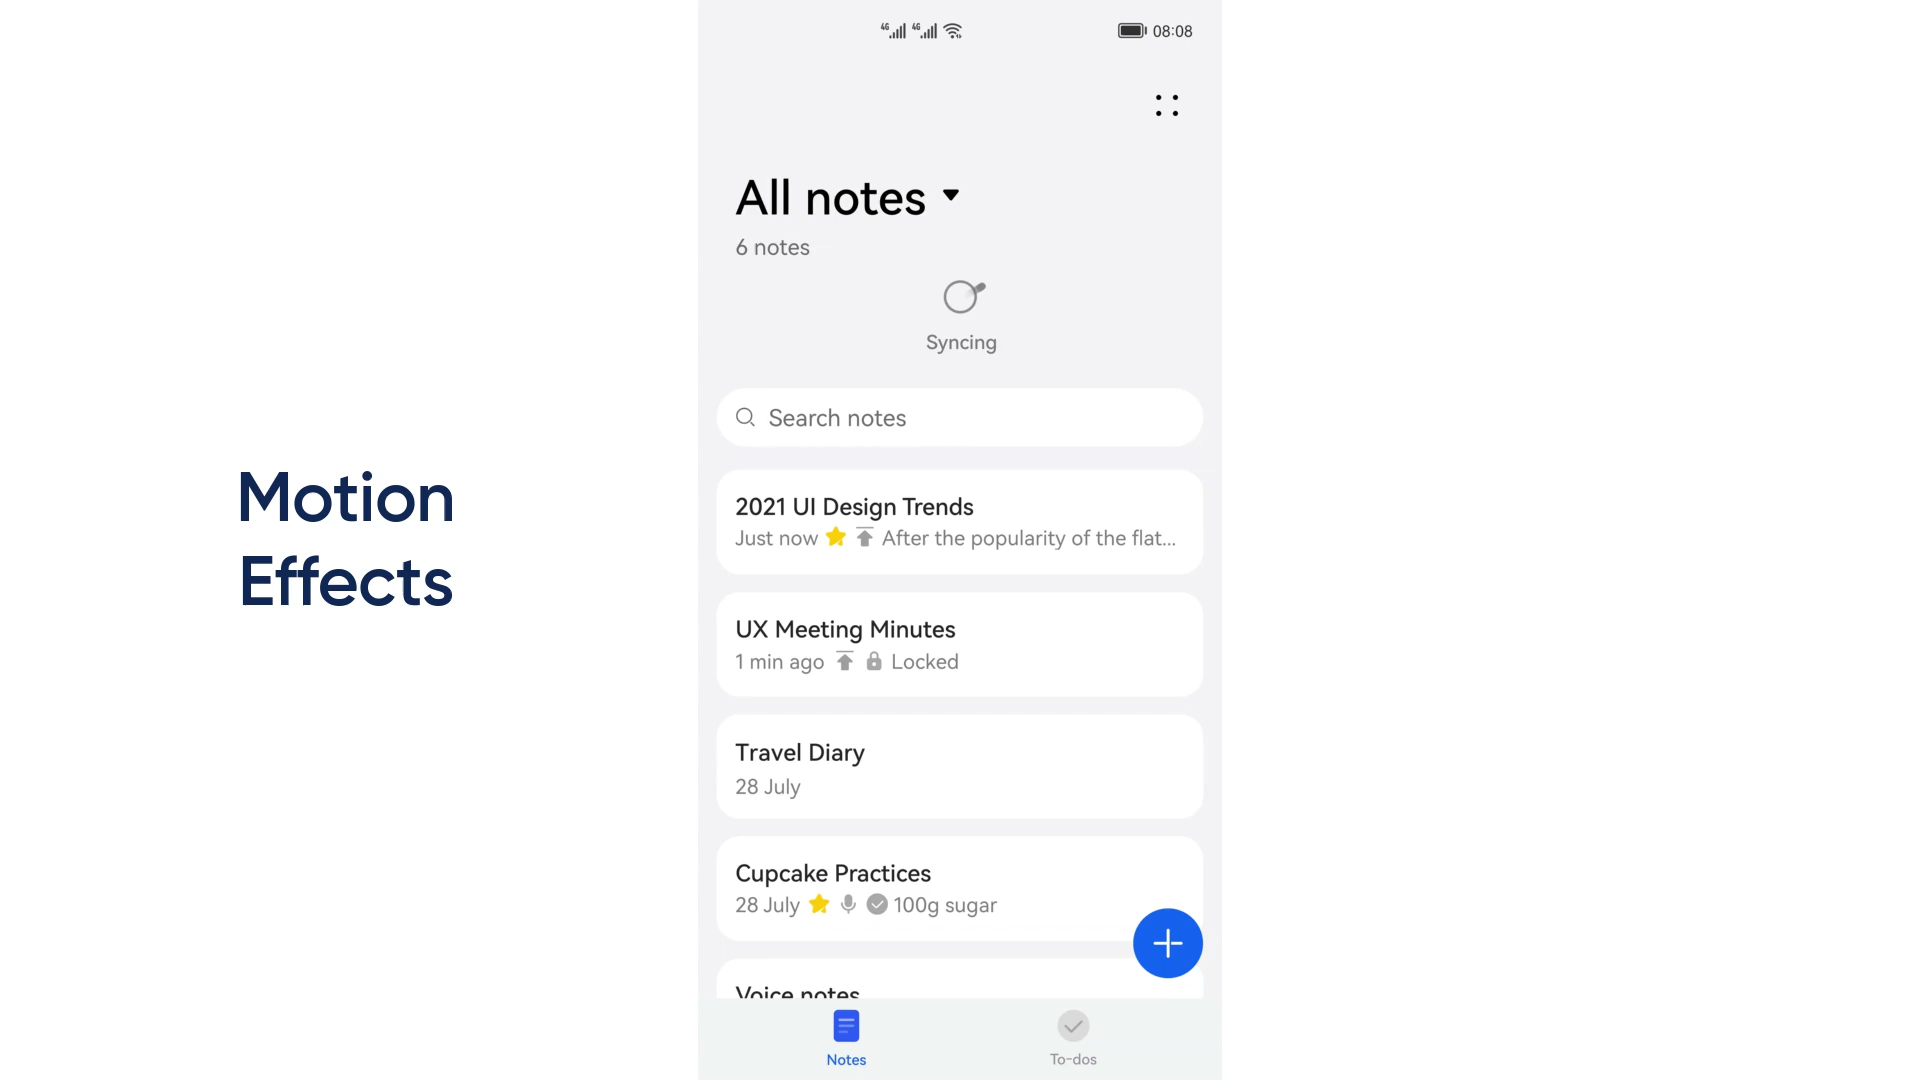 Motion
Effects
4G 4G 08:08
All notes
6 notes
Syncing
Search notes
2021 UI Design Trends
Just now After the popularity of the flat...
UX Meeting Minutes
1 min ago Locked
Travel Diary
28 July
Cupcake Practices
28 July 100g sugar
Voice notes
Notes
To-dos